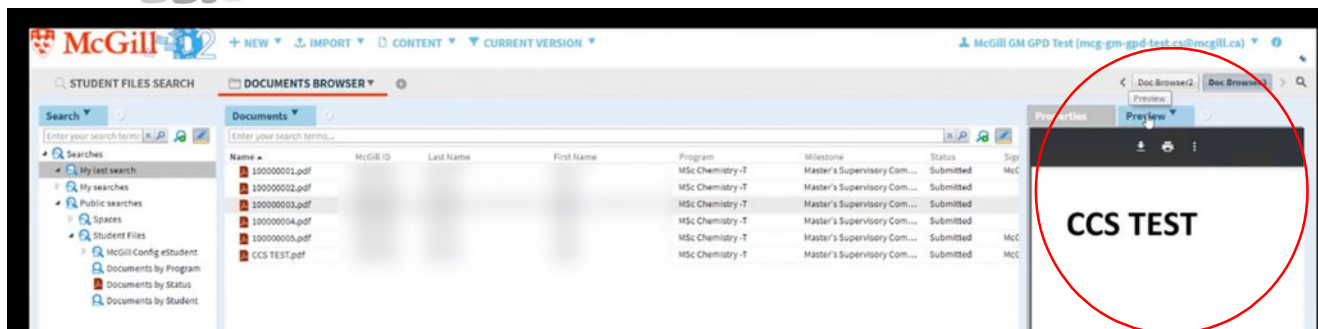 McGill D2 + NEW IMPORT CONTENT CURRENT VERSION McGill GM GPD Test (mcg-gm-gpd-test.cs@mcgill.ca)
STUDENT FILES SEARCH DOCUMENTS BROWSER Doc Browser2 Doc Browser3
Preview
Search Documents Properties Preview
Enter your search terms Enter your search terms...
Searches
My last search
My searches
Public searches
Spaces
Student Files
McGill Config eStudent
Documents by Program
Documents by Status
Documents by Student
Name McGill ID Last Name First Name Program Milestone Status Sig
100000001.pdf MSc Chemistry -T Master's Supervisory Com... Submitted McG
100000002.pdf MSc Chemistry -T Master's Supervisory Com... Submitted
100000003.pdf MSc Chemistry -T Master's Supervisory Com... Submitted
100000004.pdf MSc Chemistry -T Master's Supervisory Com... Submitted
100000005.pdf MSc Chemistry -T Master's Supervisory Com... Submitted McG
CCS TEST.pdf MSc Chemistry -T Master's Supervisory Com... Submitted McG
CCS TEST